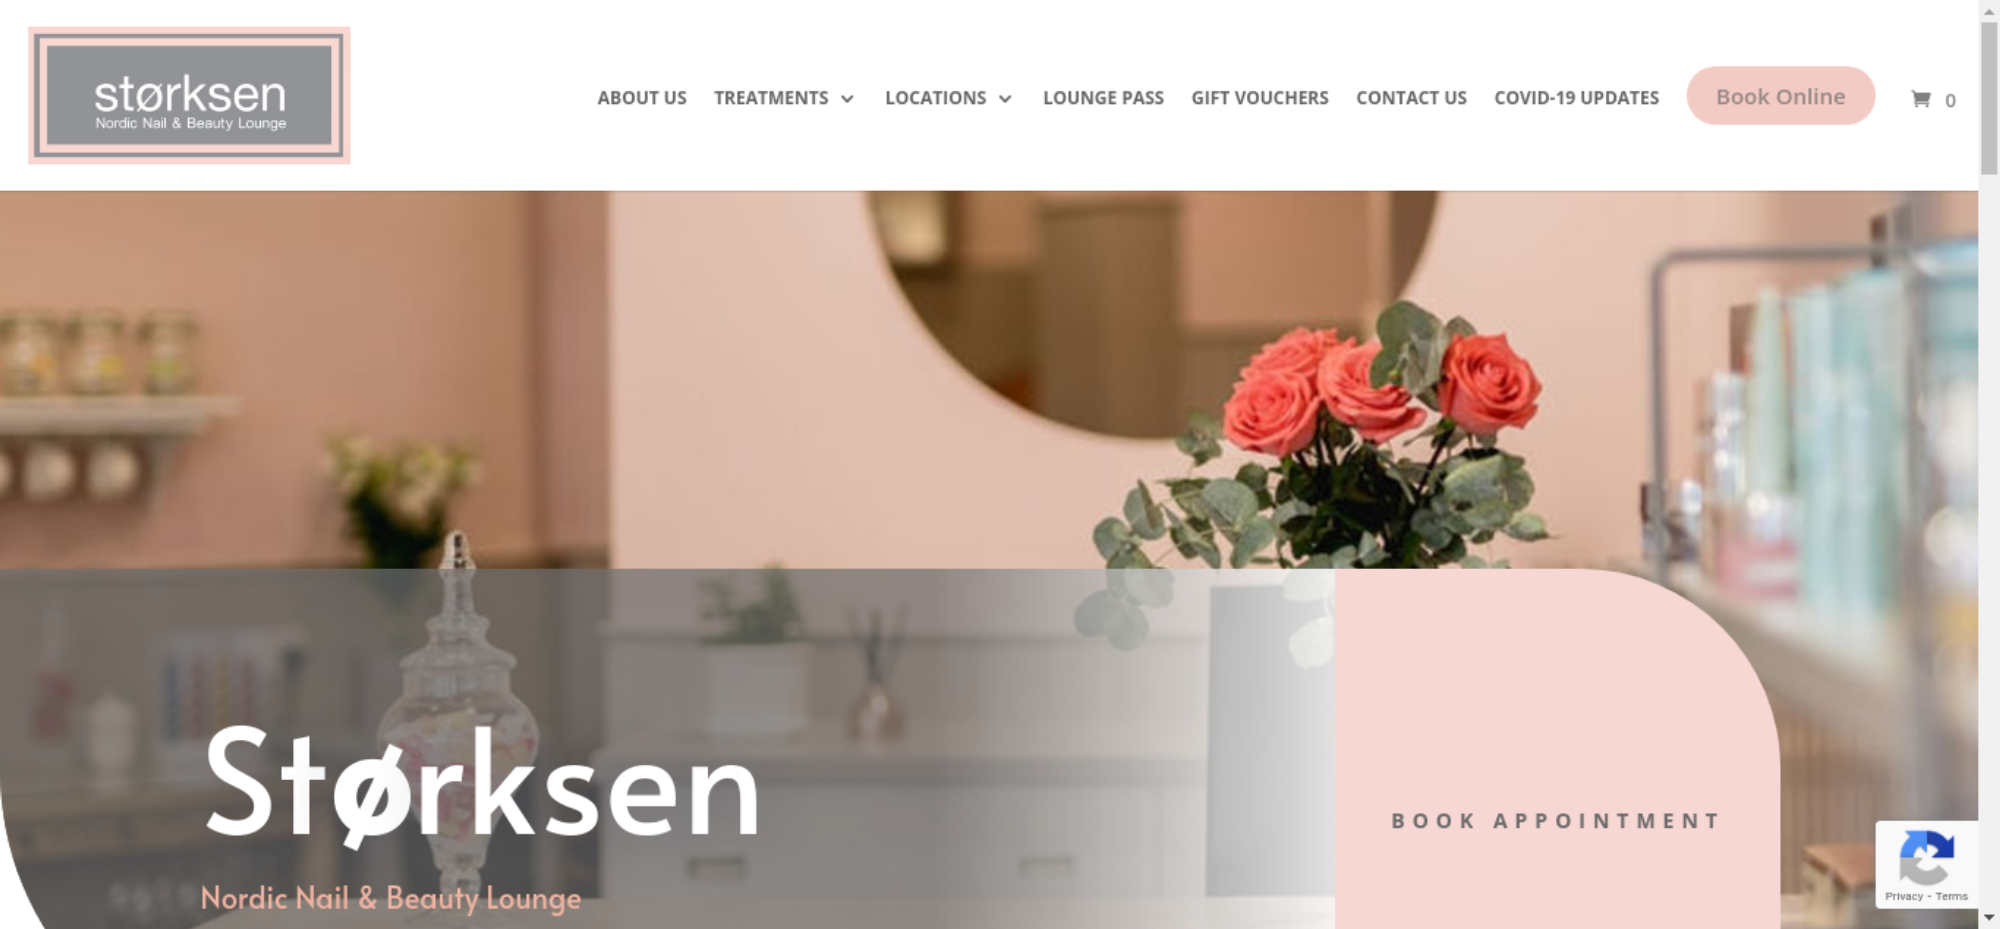 størksen
Nordic Nail & Beauty Lounge
ABOUT US TREATMENTS LOCATIONS LOUNGE PASS GIFT VOUCHERS CONTACT US COVID-19 UPDATES Book Online 0
Størksen
Nordic Nail & Beauty Lounge
BOOK APPOINTMENT
Privacy - Terms